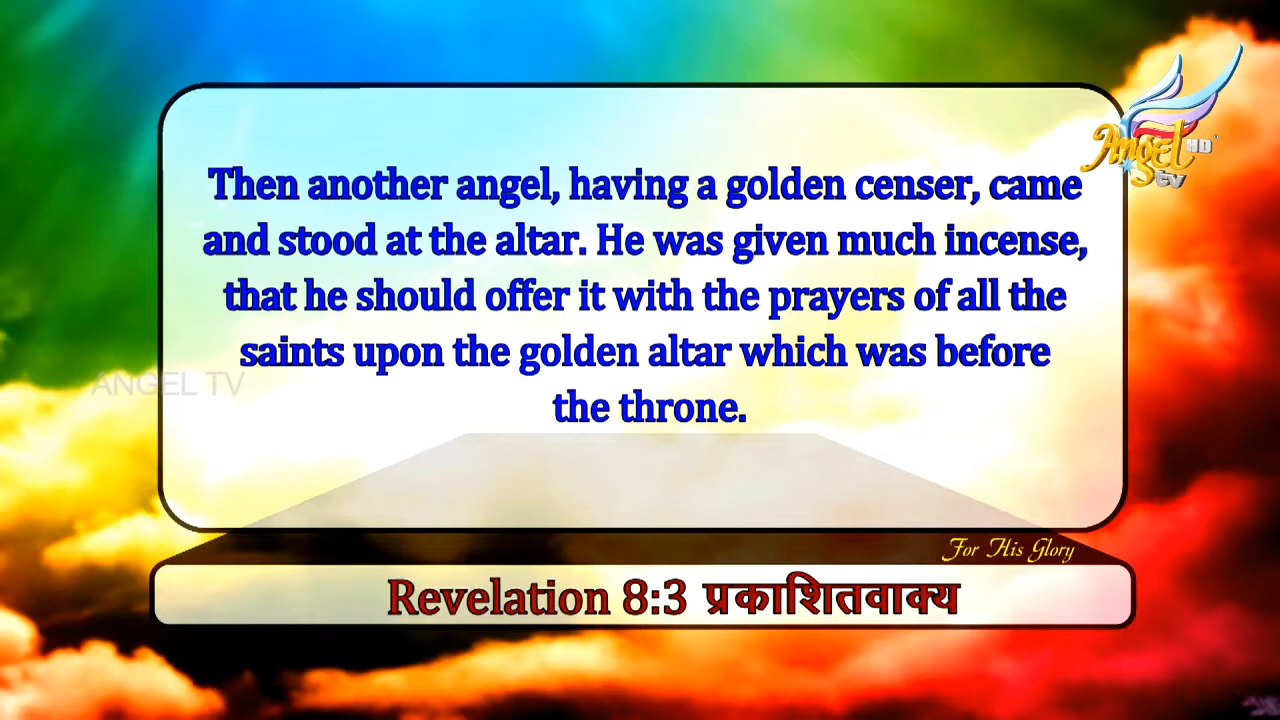 Then another angel, having a golden censer, came
and stood at the altar. He was given much incense,
that he should offer it with the prayers of all the
saints upon the golden altar which was before
the throne.
Angel HD
tv
ANGEL TV
For His Glory
Revelation 8:3 प्रकाशितवाक्य